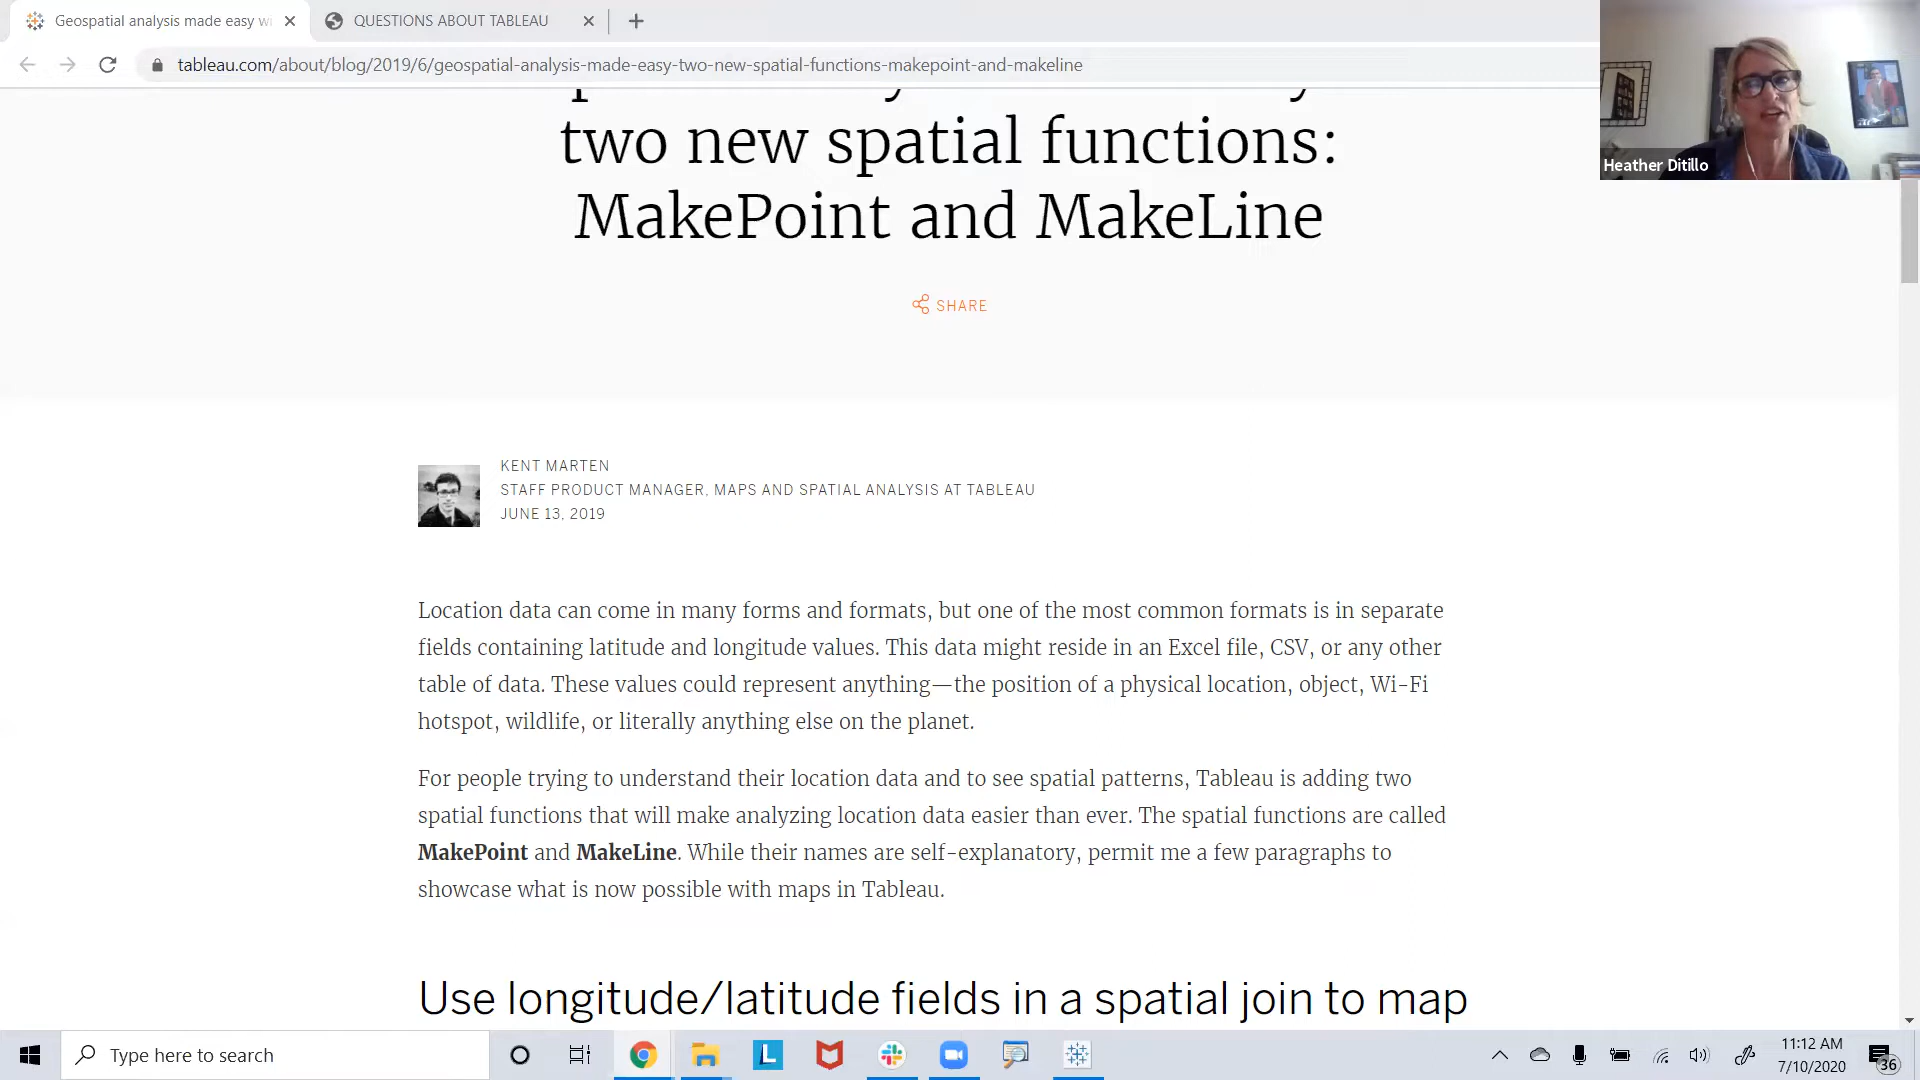 Geospatial analysis made easy wi
QUESTIONS ABOUT TABLEAU
tableau.com/about/blog/2019/6/geospatial-analysis-made-easy-two-new-spatial-functions-makepoint-and-makeline
Heather Ditillo
two new spatial functions:
MakePoint and MakeLine
SHARE
KENT MARTEN
STAFF PRODUCT MANAGER, MAPS AND SPATIAL ANALYSIS AT TABLEAU
JUNE 13, 2019
Location data can come in many forms and formats, but one of the most common formats is in separate
fields containing latitude and longitude values. This data might reside in an Excel file, CSV, or any other
table of data. These values could represent anything—the position of a physical location, object, Wi-Fi
hotspot, wildlife, or literally anything else on the planet.
For people trying to understand their location data and to see spatial patterns, Tableau is adding two
spatial functions that will make analyzing location data easier than ever. The spatial functions are called
MakePoint and MakeLine. While their names are self-explanatory, permit me a few paragraphs to
showcase what is now possible with maps in Tableau.
Use longitude/latitude fields in a spatial join to map
Type here to search
L
11:12 AM
7/10/2020
36